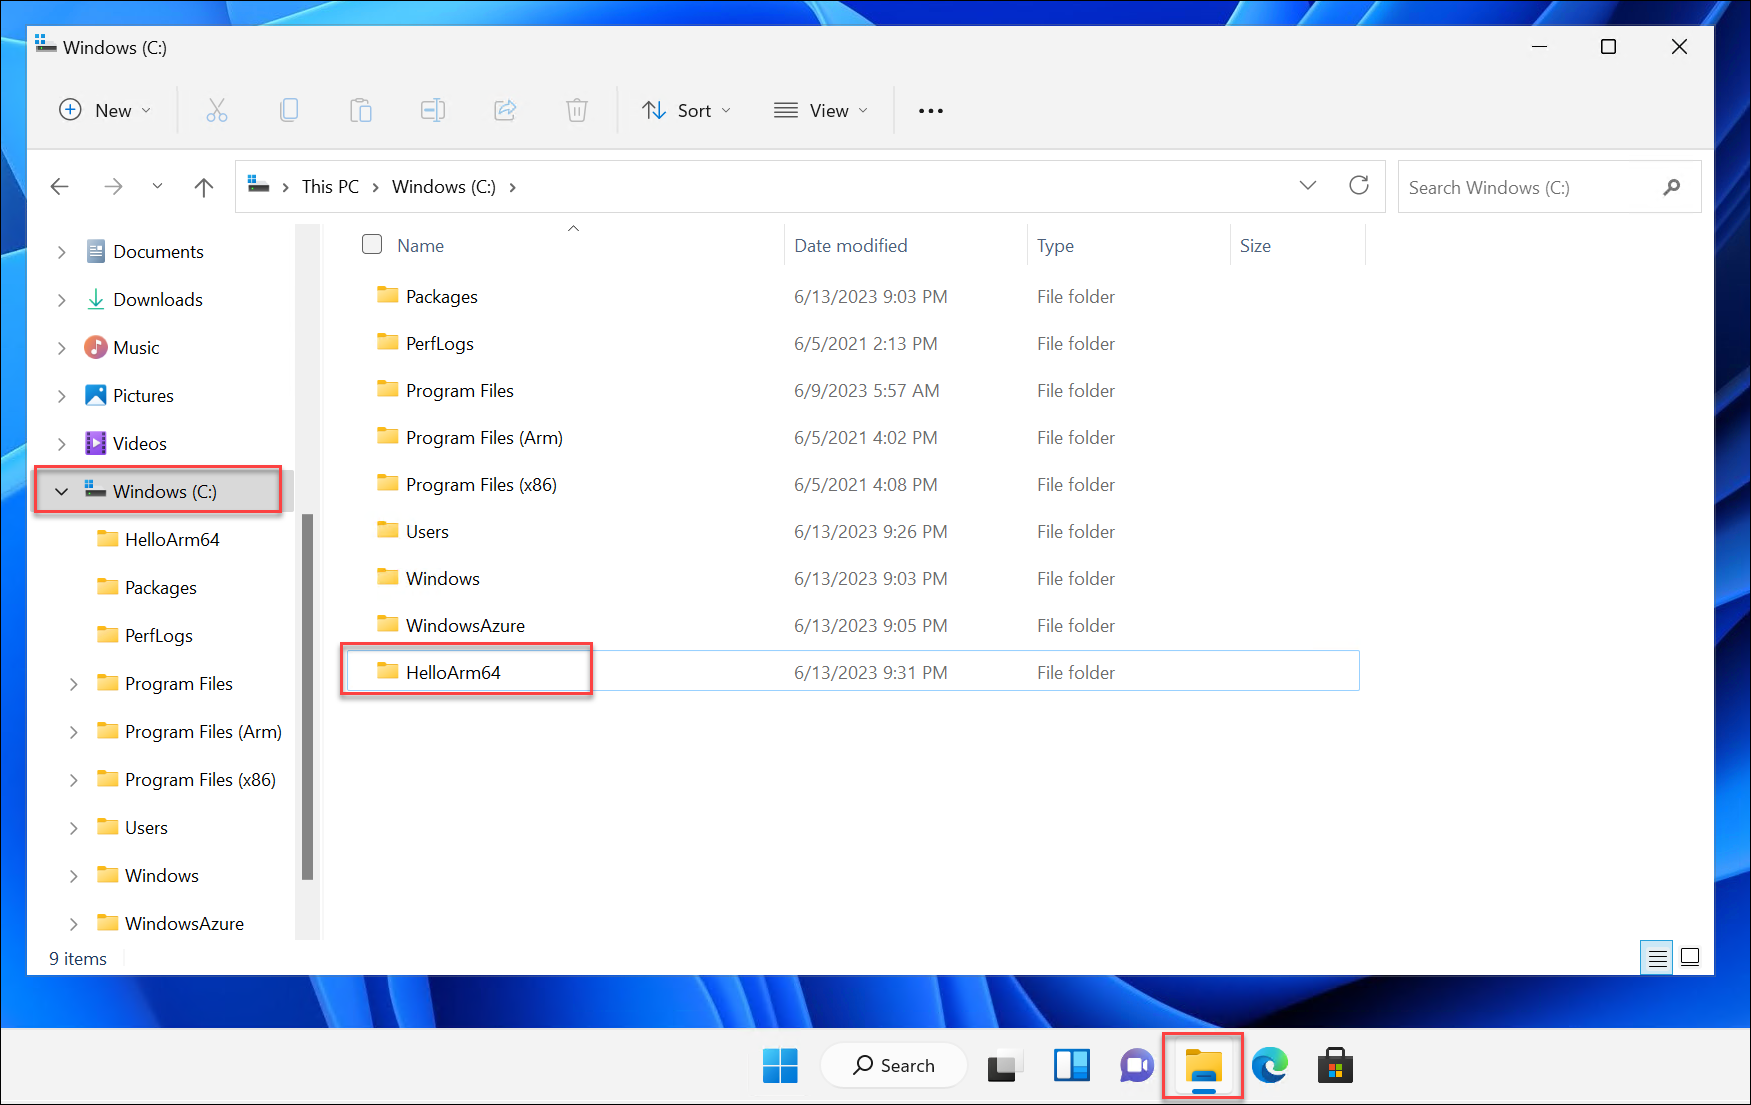 Windows (C:)
New
Sort
View
This PC
Windows (C:)
Search Windows (C:)
Documents
Downloads
Music
Pictures
Videos
Windows (C:)
HelloArm64
Packages
PerfLogs
Program Files
Program Files (Arm)
Program Files (x86)
Users
Windows
WindowsAzure
Name Date modified Type Size
Packages 6/13/2023 9:03 PM File folder
PerfLogs 6/5/2021 2:13 PM File folder
Program Files 6/9/2023 5:57 AM File folder
Program Files (Arm) 6/5/2021 4:02 PM File folder
Program Files (x86) 6/5/2021 4:08 PM File folder
Users 6/13/2023 9:26 PM File folder
Windows 6/13/2023 9:03 PM File folder
WindowsAzure 6/13/2023 9:05 PM File folder
HelloArm64 6/13/2023 9:31 PM File folder
9 items
Search